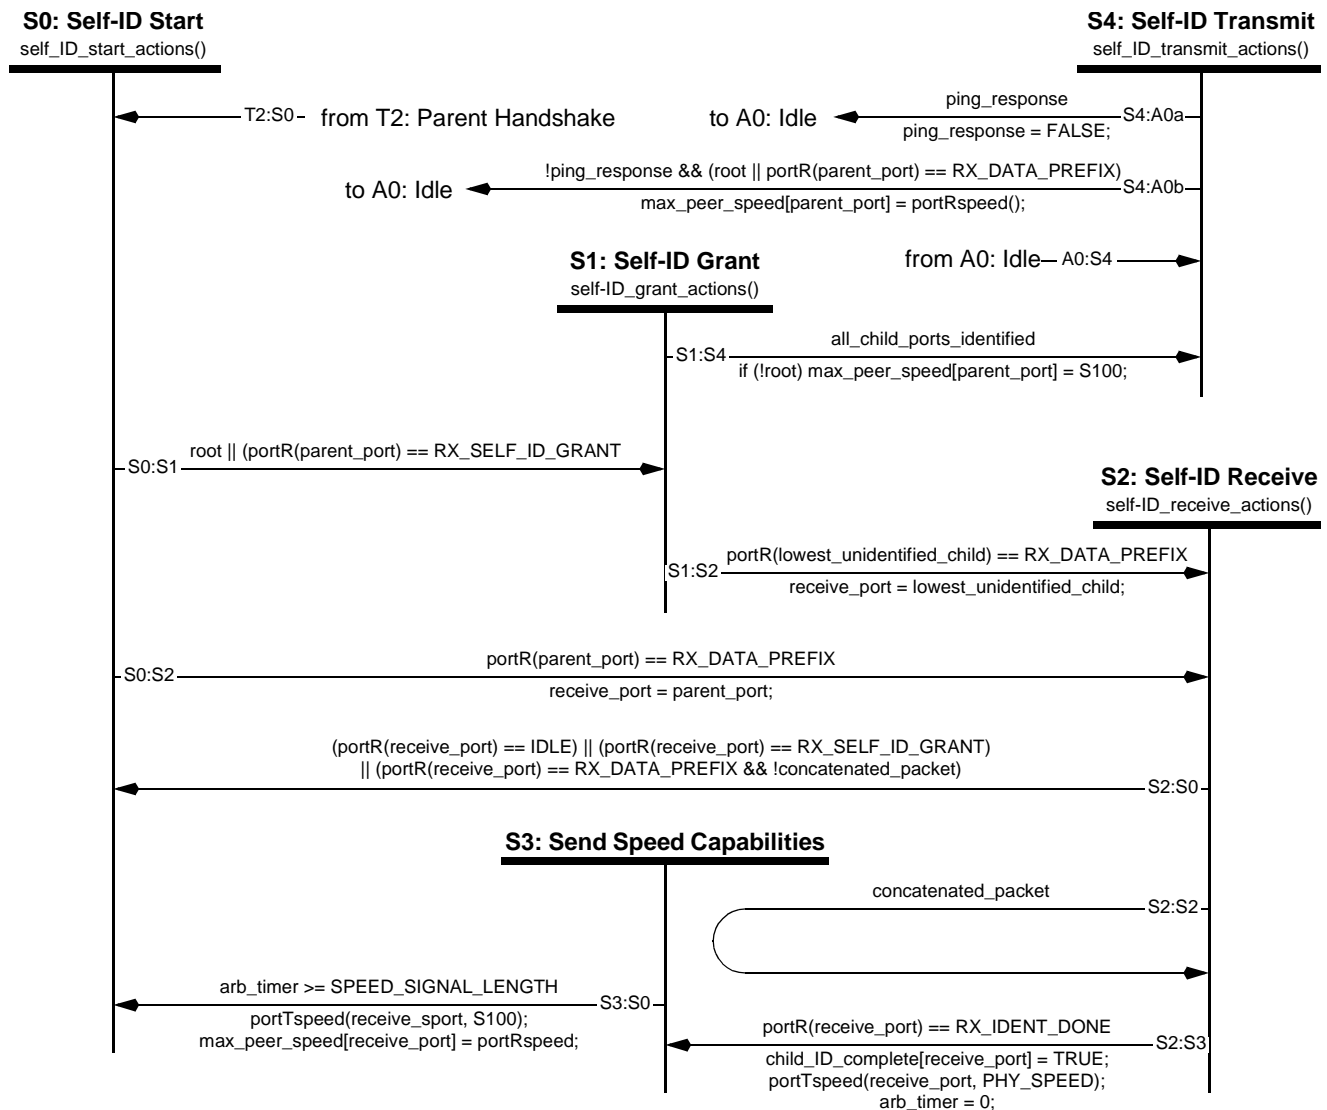 S0: Self-ID Start
self_ID_start_actions()
S4: Self-ID Transmit
self_ID_transmit_actions()
T2:S0
from T2: Parent Handshake
to A0: Idle
ping_response
S4:A0a
ping_response = FALSE;
!ping_response && (root || portR(parent_port) == RX_DATA_PREFIX)
to A0: Idle
S4:A0b
max_peer_speed[parent_port] = portRspeed();
S1: Self-ID Grant
self-ID_grant_actions()
from A0: Idle
A0:S4
all_child_ports_identified
S1:S4
if (!root) max_peer_speed[parent_port] = S100;
root || (portR(parent_port) == RX_SELF_ID_GRANT
S0:S1
S2: Self-ID Receive
self-ID_receive_actions()
portR(lowest_unidentified_child) == RX_DATA_PREFIX
S1:S2
receive_port = lowest_unidentified_child;
portR(parent_port) == RX_DATA_PREFIX
S0:S2
receive_port = parent_port;
(portR(receive_port) == IDLE) || (portR(receive_port) == RX_SELF_ID_GRANT)
|| (portR(receive_port) == RX_DATA_PREFIX && !concatenated_packet)
S2:S0
S3: Send Speed Capabilities
concatenated_packet
S2:S2
arb_timer >= SPEED_SIGNAL_LENGTH
S3:S0
portTspeed(receive_sport, S100);
max_peer_speed[receive_port] = portRspeed;
portR(receive_port) == RX_IDENT_DONE
S2:S3
child_ID_complete[receive_port] = TRUE;
portTspeed(receive_port, PHY_SPEED);
arb_timer = 0;